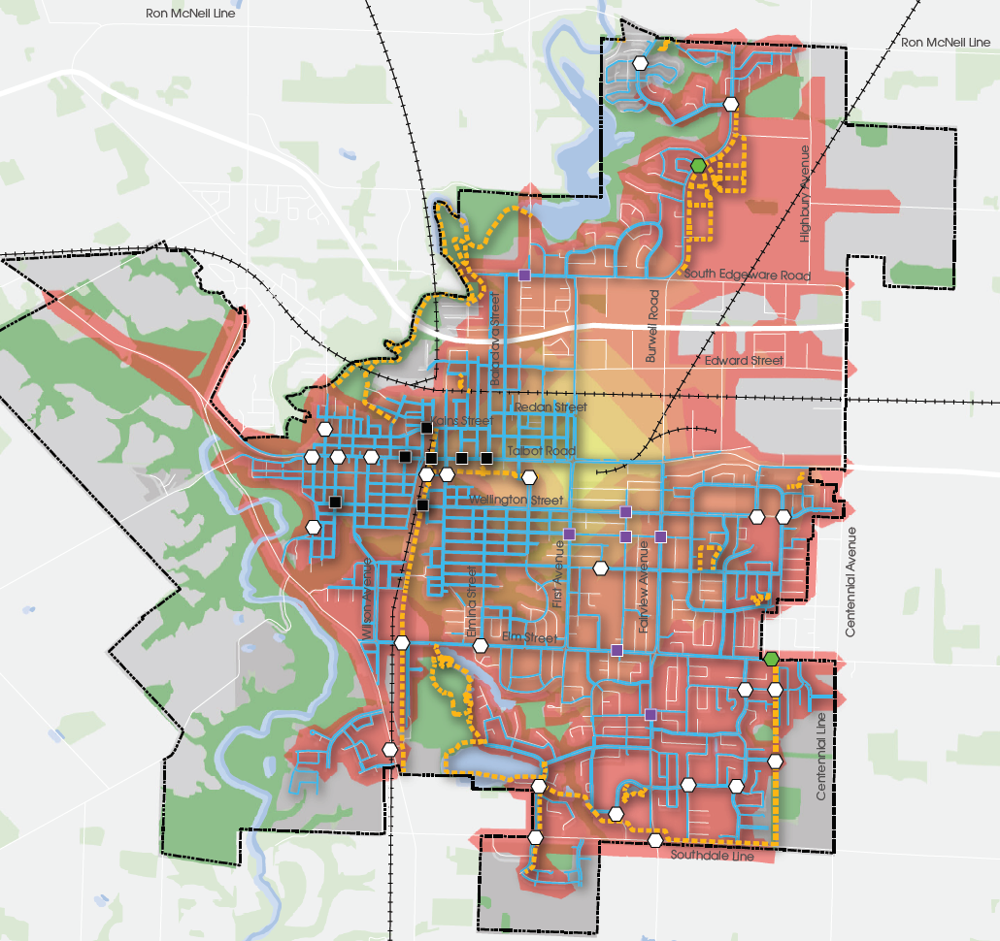 Ron McNeil Line
Ron McNeil Line
Highbury Avenue
South Edgeware Road
Balaclava Street
Burwell Road
Edward Street
Redan Street
Kains Street
Talbot Road
Wellington Street
Centennial Avenue
First Avenue
Fairview Avenue
Wilson Avenue
Elmina Street
Elm Street
Centennial Line
Southdale Line